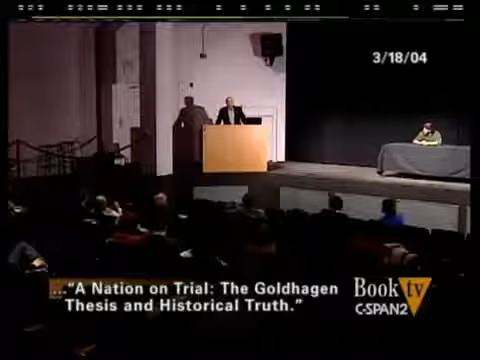 3/18/04
..."A Nation on Trial: The Goldhagen
Thesis and Historical Truth."
Book tv
C-SPAN2